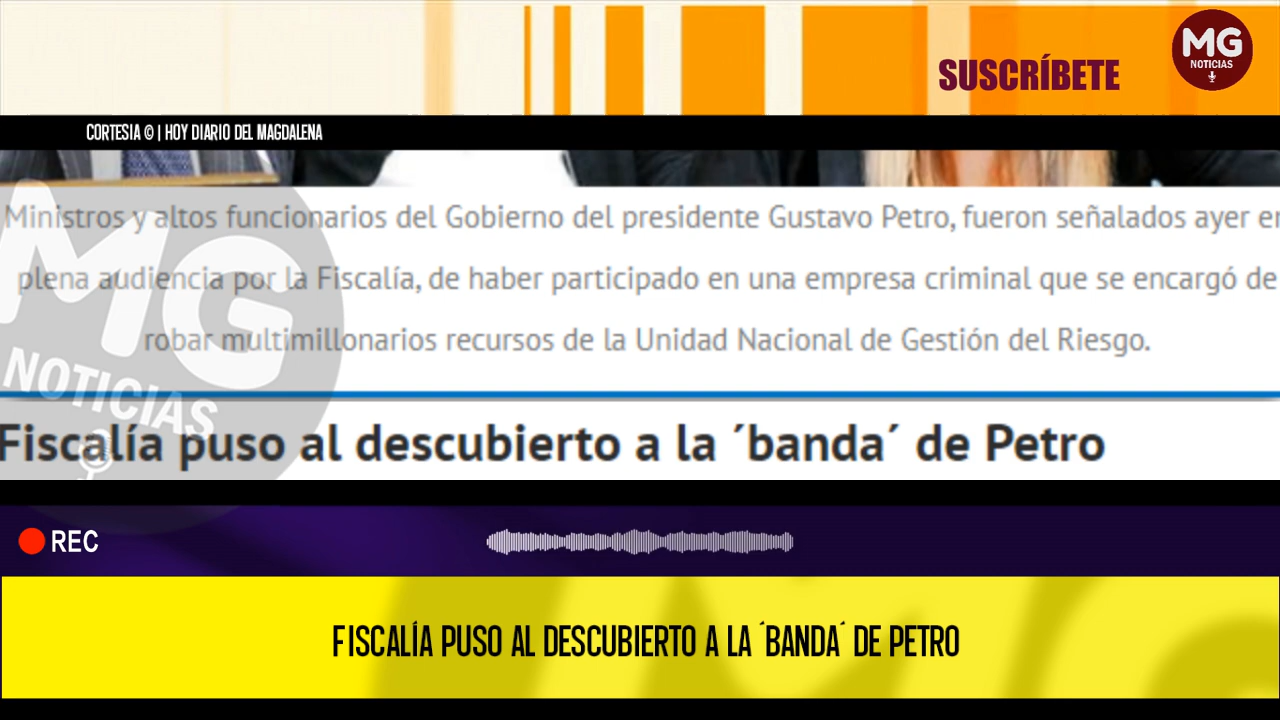 MG
NOTICIAS
SUSCRÍBETE
CORTESIA © | HOY DIARIO DEL MAGDALENA
Ministros y altos funcionarios del Gobierno del presidente Gustavo Petro, fueron señalados ayer en
plena audiencia por la Fiscalía, de haber participado en una empresa criminal que se encargó de
robar multimillonarios recursos de la Unidad Nacional de Gestión del Riesgo.
MG
NOTICIAS
Fiscalía puso al descubierto a la ´banda´ de Petro
REC
FISCALÍA PUSO AL DESCUBIERTO A LA ´BANDA´ DE PETRO